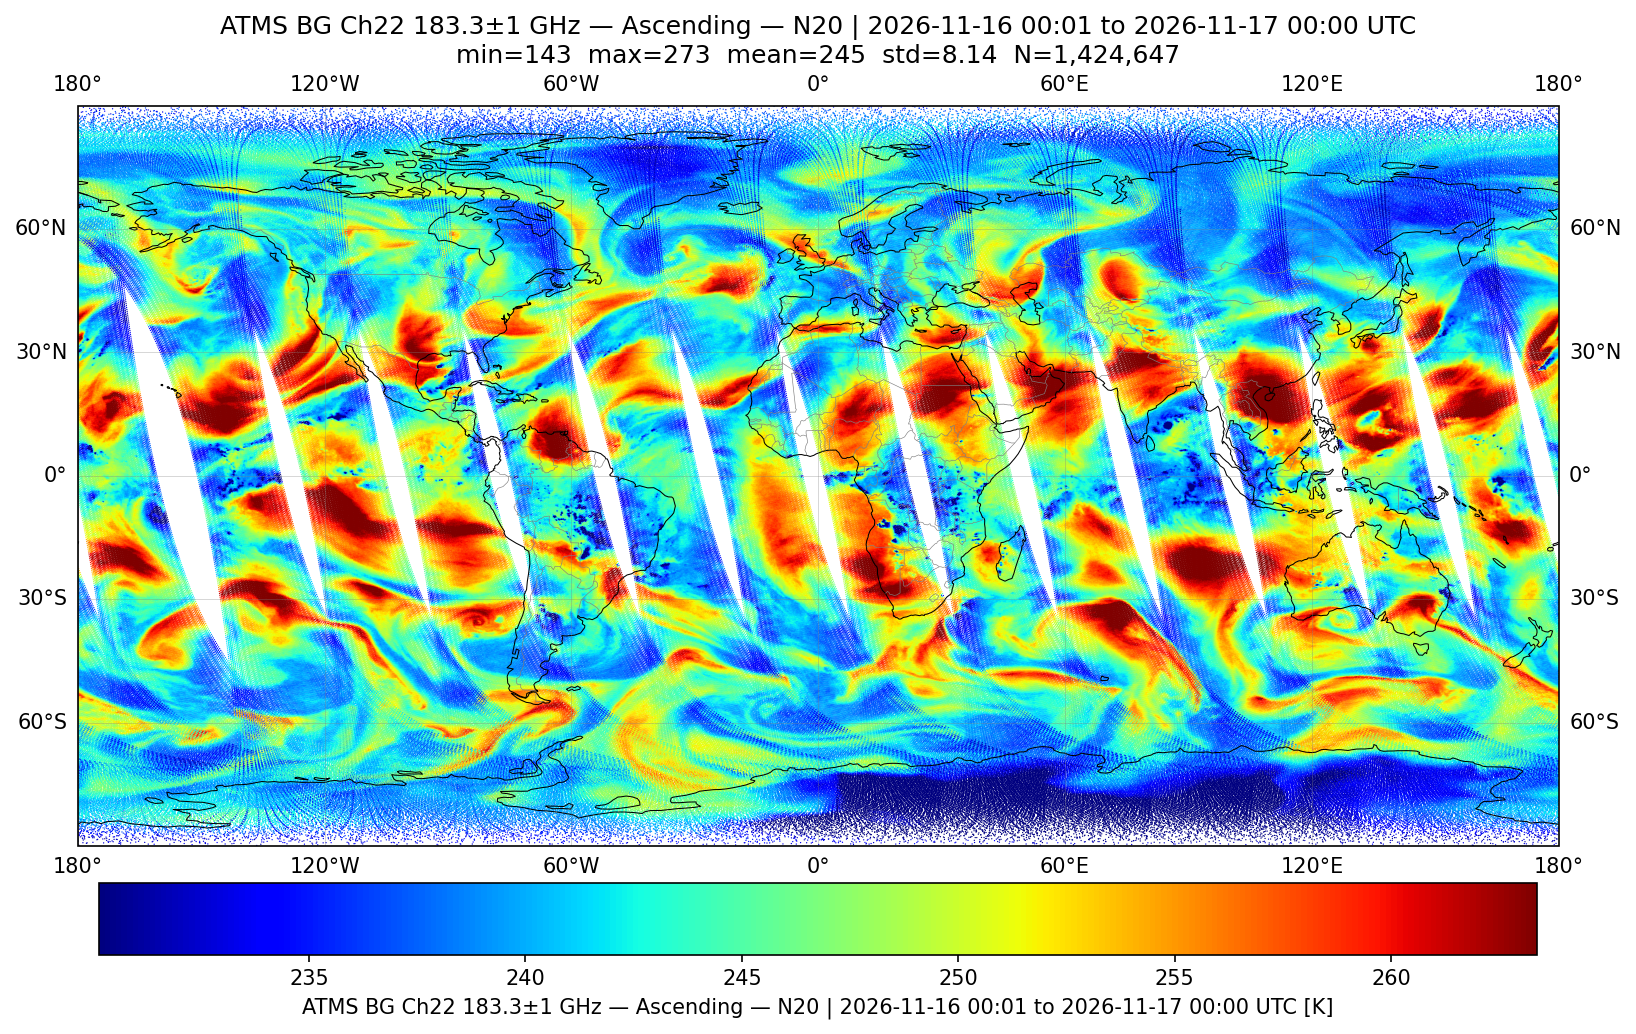 ATMS BG Ch22 183.3±1 GHz — Ascending — N20 | 2026-11-16 00:01 to 2026-11-17 00:00 UTC
min=143 max=273 mean=245 std=8.14 N=1,424,647
180° 120°W 60°W 0° 60°E 120°E 180°
60°N 60°N
30°N 30°N
0° 0°
30°S 30°S
60°S 60°S
180° 120°W 60°W 0° 60°E 120°E 180°
235 240 245 250 255 260
ATMS BG Ch22 183.3±1 GHz — Ascending — N20 | 2026-11-16 00:01 to 2026-11-17 00:00 UTC [K]